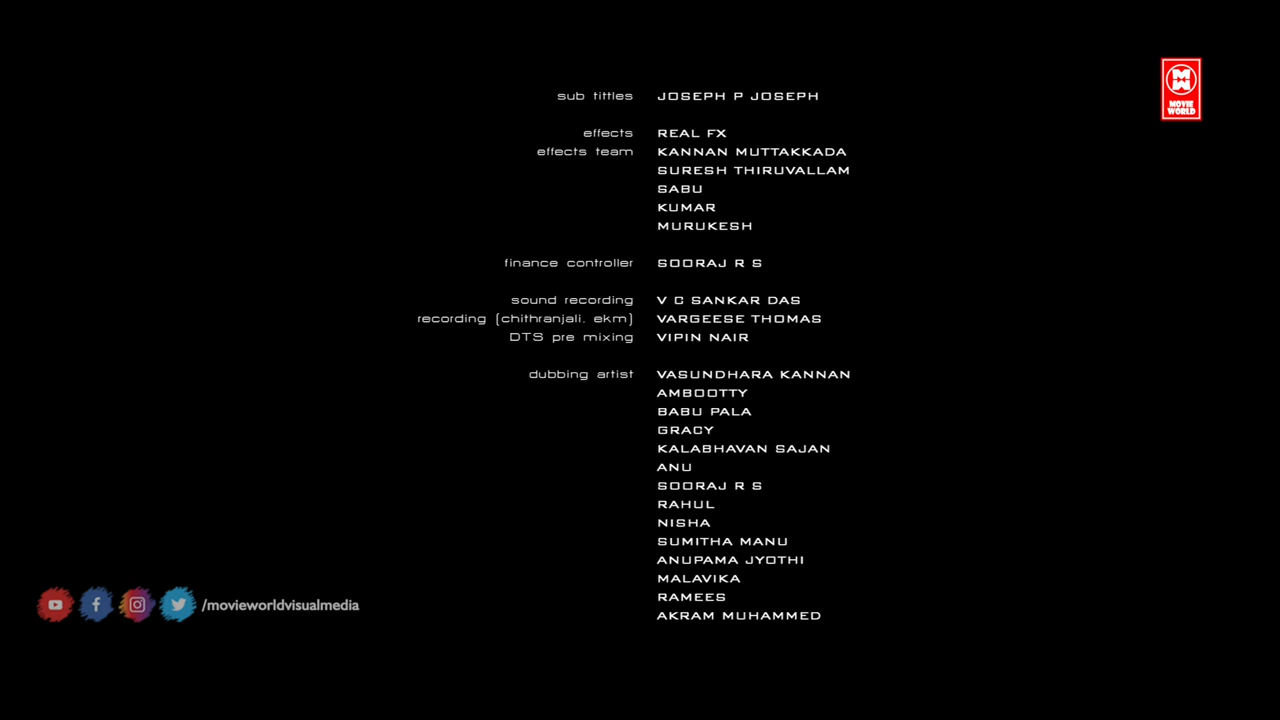 MOVIE
WORLD
sub tittles JOSEPH P JOSEPH
effects REAL FX
effects team KANNAN MUTTAKKADA
SURESH THIRUVALLAM
SABU
KUMAR
MURUKESH
finance controller SOORAJ R S
sound recording V C SANKAR DAS
recording (chithranjali, ekm) VARGEESE THOMAS
DTS pre mixing VIPIN NAIR
dubbing artist VASUNDHARA KANNAN
AMBOOTTY
BABU PALA
GRACY
KALABHAVAN SAJAN
ANU
SOORAJ R S
RAHUL
NISHA
SUMITHA MANU
ANUPAMA JYOTHI
MALAVIKA
RAMEES
AKRAM MUHAMMED
/movieworldvisualmedia